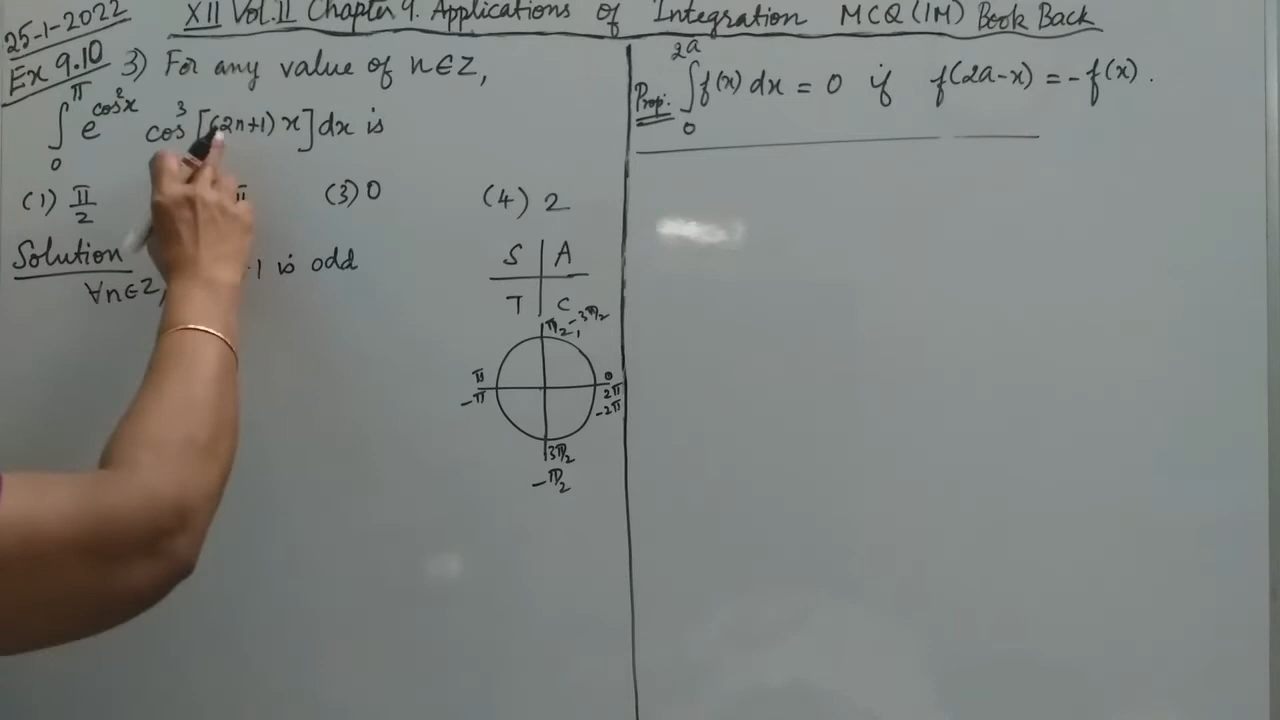 25-1-2022
XII Vol.II Chapter 9. Applications of Integration MCQ (1M) Book Back
Ex 9.10
3) For any value of n∈Z,
∫₀^π e^(cos²x) cos³[(2n+1)x]dx is
(1) π/2
(3) 0
(4) 2
Solution
∀n∈Z,
1 is odd
S A
T C
π/2, -3π/2
π
-π
0
2π
-2π
3π/2
-π/2
Prop: ∫₀^2a f(x) dx = 0 if f(2a-x) = -f(x).